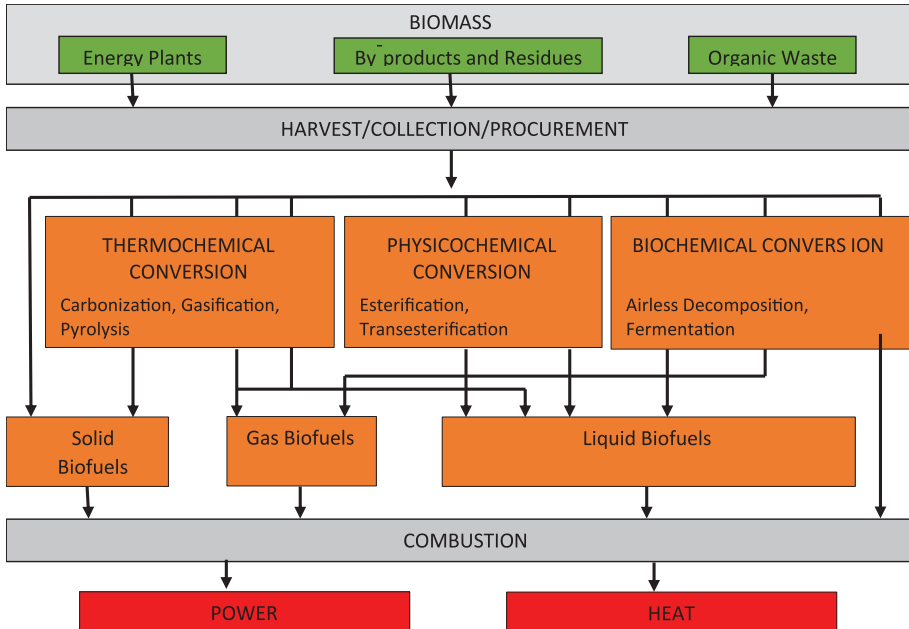 BIOMASS
Energy Plants
By-products and Residues
Organic Waste
HARVEST/COLLECTION/PROCUREMENT
THERMOCHEMICAL
CONVERSION
Carbonization, Gasification,
Pyrolysis
PHYSICOCHEMICAL
CONVERSION
Esterification,
Transesterification
BIOCHEMICAL CONVERS ION
Airless Decomposition,
Fermentation
Solid
Biofuels
Gas Biofuels
Liquid Biofuels
COMBUSTION
POWER
HEAT